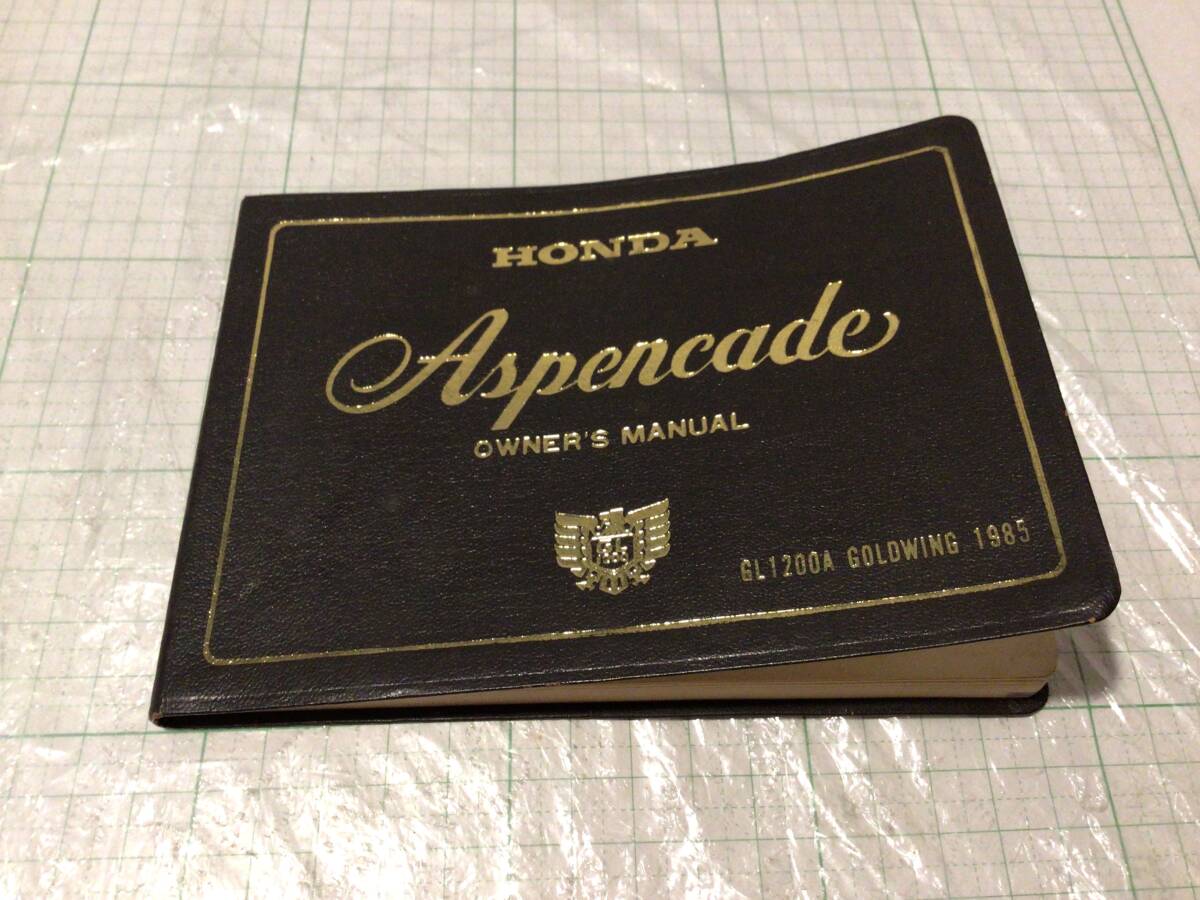 HONDA
Aspencade
OWNER'S MANUAL
GL1200A GOLDWING 1985